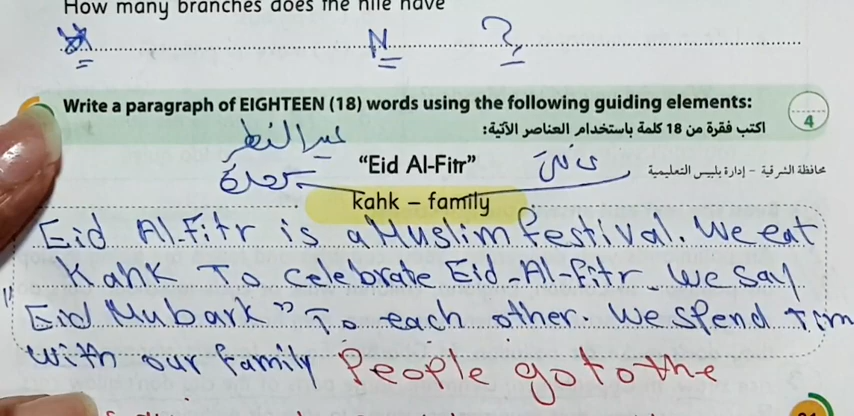 How many branches does the nile have
N ?
Write a paragraph of EIGHTEEN (18) words using the following guiding elements:
4
اكتب فقرة من 18 كلمة باستخدام العناصر الآتية:
عيد الفطر
"Eid Al-Fitr"
محافظة الشرقية – إدارة بلبيس التعليمية
kahk – family
Eid Al-Fitr is a Muslim festival. We eat
Kahk To celebrate Eid-Al-fitr. We say
"Eid Mubark" To each other. We spend Tim
with our family People go to the